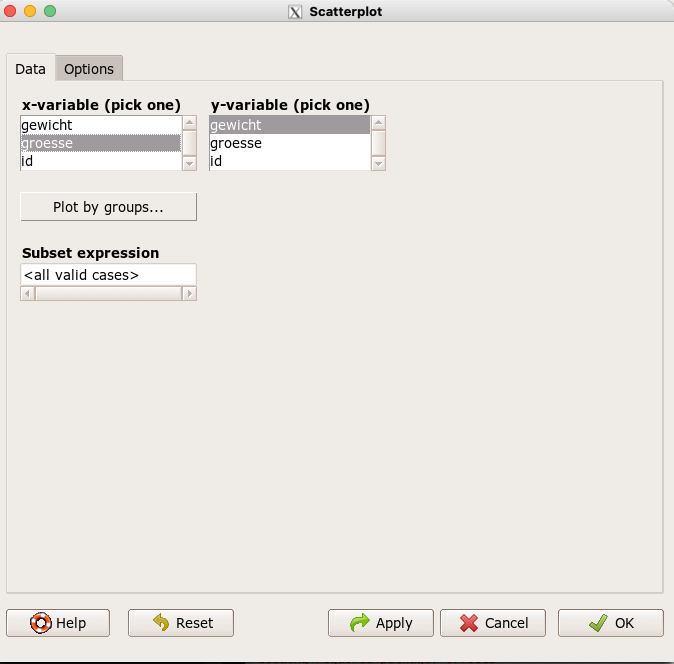 Scatterplot
Data Options
x-variable (pick one) y-variable (pick one)
gewicht gewicht
groesse groesse
id id
Plot by groups...
Subset expression
<all valid cases>
Help Reset Apply Cancel OK